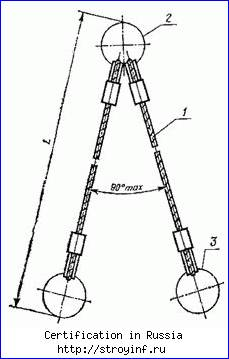 2
1
L
90°max
3
Certification in Russia
http://stroyinf.ru